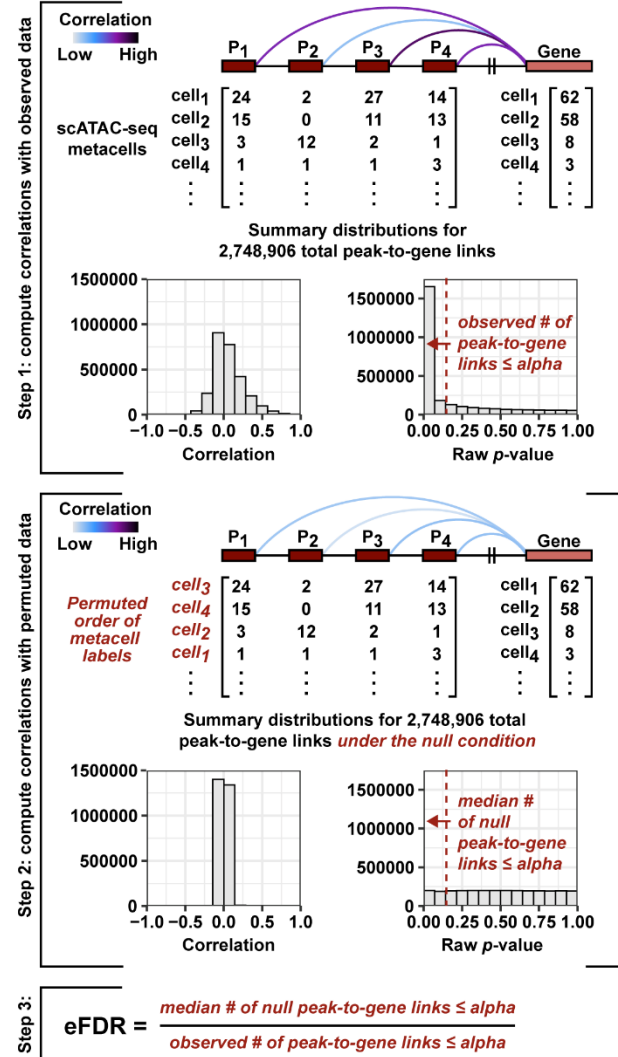 Step 1: compute correlations with observed data
Correlation
Low High
P1 P2 P3 P4 Gene
scATAC-seq
metacells
cell1 24 2 27 14 cell1 62
cell2 15 0 11 13 cell2 58
cell3 3 12 2 1 cell3 8
cell4 1 1 1 3 cell4 3
⋮ ⋮ ⋮ ⋮ ⋮ ⋮ ⋮
Summary distributions for
2,748,906 total peak-to-gene links
1500000
1000000
500000
0
−1.0 −0.5 0.0 0.5 1.0
Correlation
1500000
1000000
500000
0
observed # of
peak-to-gene
links ≤ alpha
0.00 0.25 0.50 0.75 1.00
Raw p-value
Step 2: compute correlations with permuted data
Correlation
Low High
P1 P2 P3 P4 Gene
Permuted
order of
metacell
labels
cell3 24 2 27 14 cell1 62
cell4 15 0 11 13 cell2 58
cell2 3 12 2 1 cell3 8
cell1 1 1 1 3 cell4 3
⋮ ⋮ ⋮ ⋮ ⋮ ⋮ ⋮
Summary distributions for 2,748,906 total
peak-to-gene links under the null condition
1500000
1000000
500000
0
−1.0 −0.5 0.0 0.5 1.0
Correlation
1500000
1000000
500000
0
median #
of null
peak-to-gene
links ≤ alpha
0.00 0.25 0.50 0.75 1.00
Raw p-value
Step 3:
eFDR =
median # of null peak-to-gene links ≤ alpha
observed # of peak-to-gene links ≤ alpha